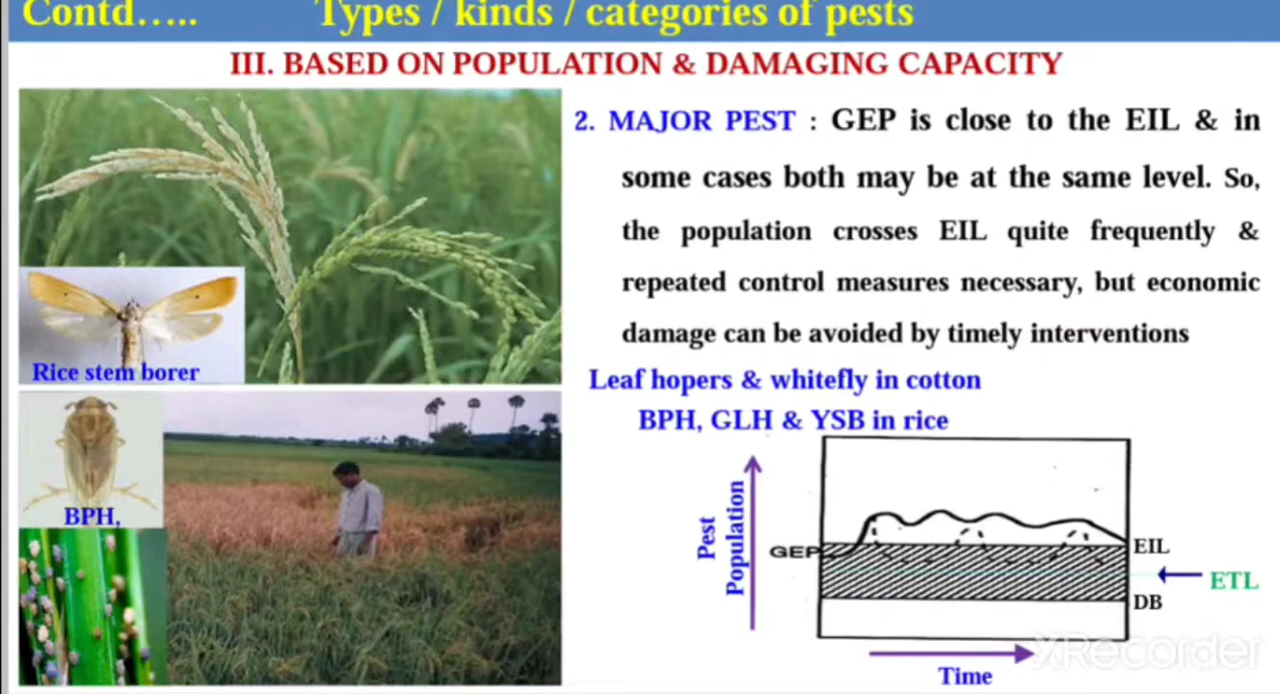 Contd.....
Types / kinds / categories of pests
III. BASED ON POPULATION & DAMAGING CAPACITY
2. MAJOR PEST : GEP is close to the EIL & in
some cases both may be at the same level. So,
the population crosses EIL quite frequently &
repeated control measures necessary, but economic
damage can be avoided by timely interventions
Leaf hopers & whitefly in cotton
BPH, GLH & YSB in rice
Rice stem borer
BPH,
Pest
Population
GEP
EIL
ETL
DB
Time
XRecorder